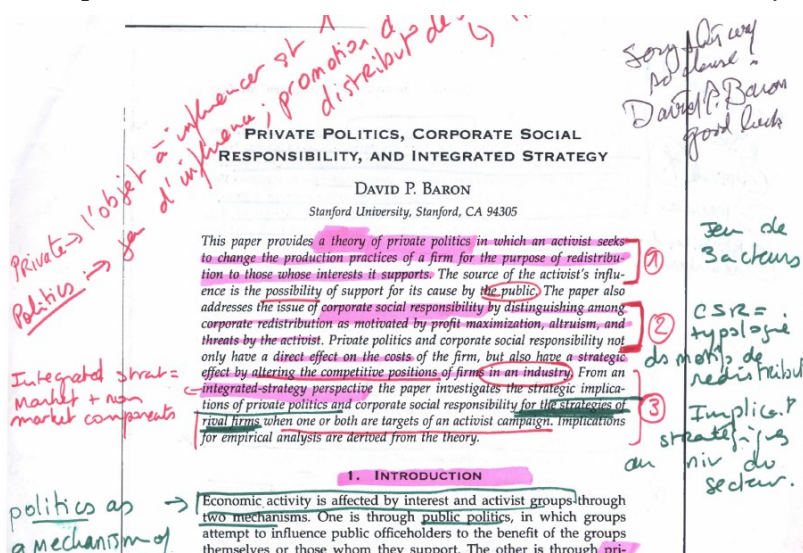 Private → l'objet à influencer st
Politics → jeu d'influence; promotion d
distribut° de
Sorry
so dense!
David P. Baron
good luck
PRIVATE POLITICS, CORPORATE SOCIAL
RESPONSIBILITY, AND INTEGRATED STRATEGY
DAVID P. BARON
Stanford University, Stanford, CA 94305
This paper provides a theory of private politics in which an activist seeks
to change the production practices of a firm for the purpose of redistribu-
tion to those whose interests it supports. The source of the activist's influ-
ence is the possibility of support for its cause by the public. The paper also
addresses the issue of corporate social responsibility by distinguishing among
corporate redistribution as motivated by profit maximization, altruism, and
threats by the activist. Private politics and corporate social responsibility not
only have a direct effect on the costs of the firm, but also have a strategic
effect by altering the competitive positions of firms in an industry. From an
integrated-strategy perspective the paper investigates the strategic implica-
tions of private politics and corporate social responsibility for the strategies of
rival firms when one or both are targets of an activist campaign. Implications
for empirical analysis are derived from the theory.
1
Jeu de
3 acteurs
2
CSR =
typologie
ds motifs de
redistribut
3
Implic.°
stratégiques
au niv du
secteur.
Integrated strat =
market + non
market components
1. INTRODUCTION
Economic activity is affected by interest and activist groups through
two mechanisms. One is through public politics, in which groups
attempt to influence public officeholders to the benefit of the groups
themselves or those whom they support. The other is through pri-
politics as →
a mechanism of